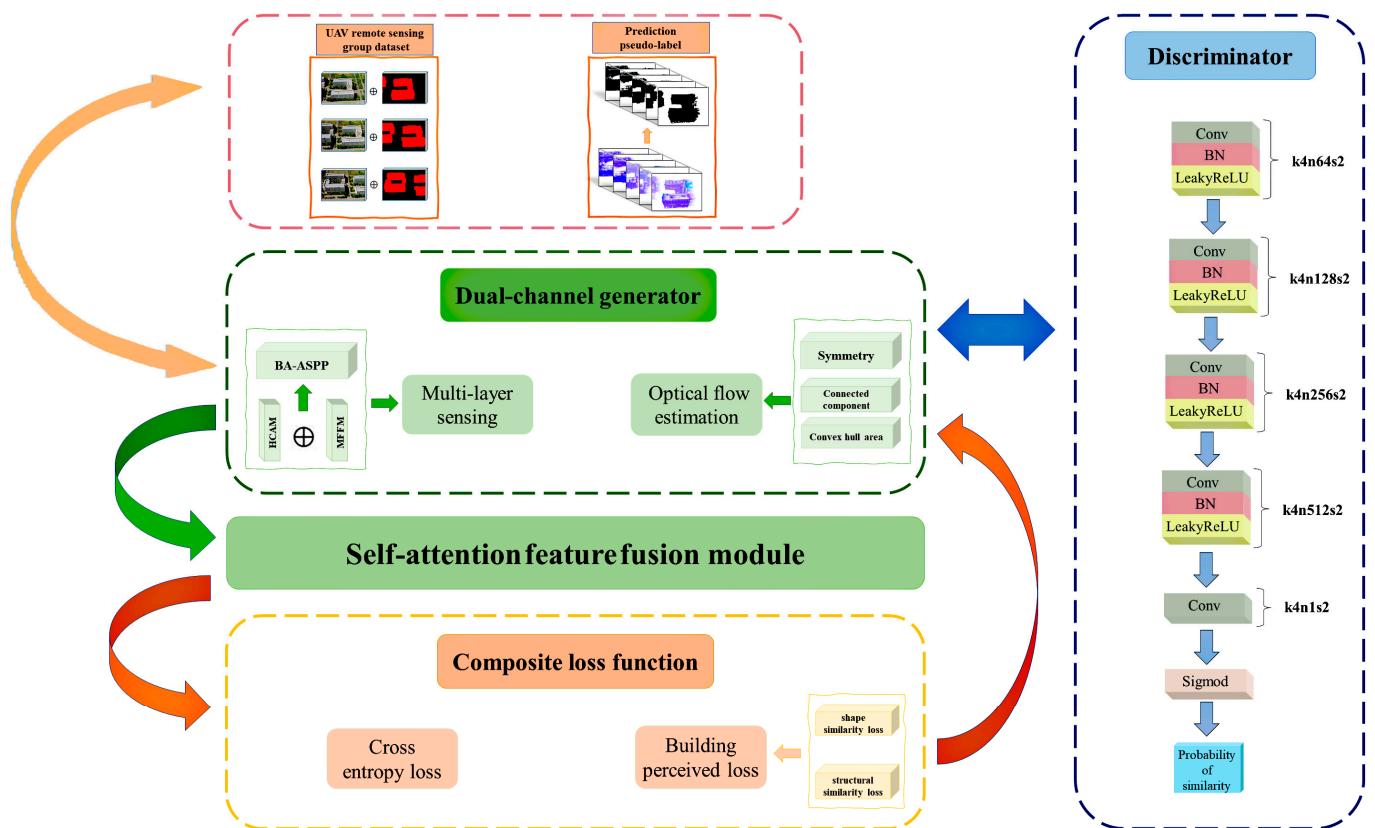 UAV remote sensing
group dataset
Prediction
pseudo-label
Dual-channel generator
BA-ASPP
HCAM
MFFM
Multi-layer
sensing
Optical flow
estimation
Symmetry
Connected
component
Convex hull area
Self-attention feature fusion module
Composite loss function
Cross
entropy loss
Building
perceived loss
shape
similarity loss
structural
similarity loss
Discriminator
Conv
BN
LeakyReLU
k4n64s2
Conv
BN
LeakyReLU
k4n128s2
Conv
BN
LeakyReLU
k4n256s2
Conv
BN
LeakyReLU
k4n512s2
Conv
k4n1s2
Sigmod
Probability
of
similarity